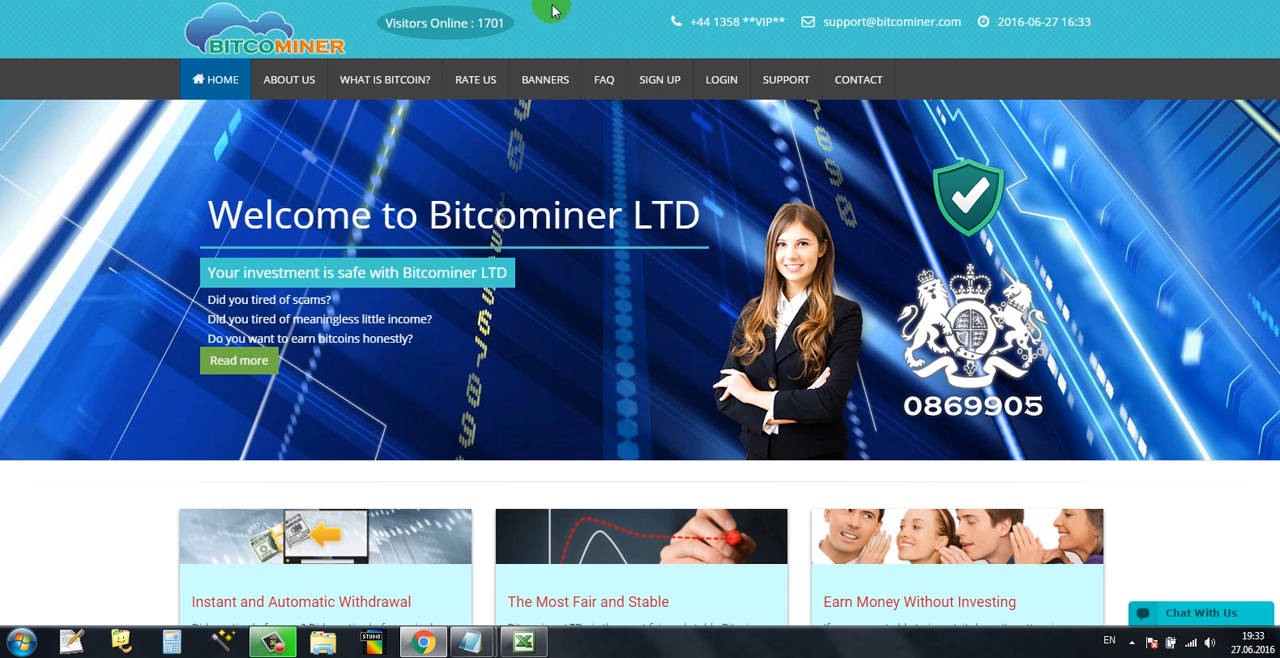 BITCOMINER
Visitors Online : 1701
+44 1358 **VIP**
support@bitcominer.com
2016-06-27 16:33
HOME
ABOUT US
WHAT IS BITCOIN?
RATE US
BANNERS
FAQ
SIGN UP
LOGIN
SUPPORT
CONTACT
Welcome to Bitcominer LTD
Your investment is safe with Bitcominer LTD
Did you tired of scams?
Did you tired of meaningless little income?
Do you want to earn bitcoins honestly?
Read more
0869905
Instant and Automatic Withdrawal
The Most Fair and Stable
Earn Money Without Investing
Chat With Us
STUDIO
EN
19:33
27.06.2016